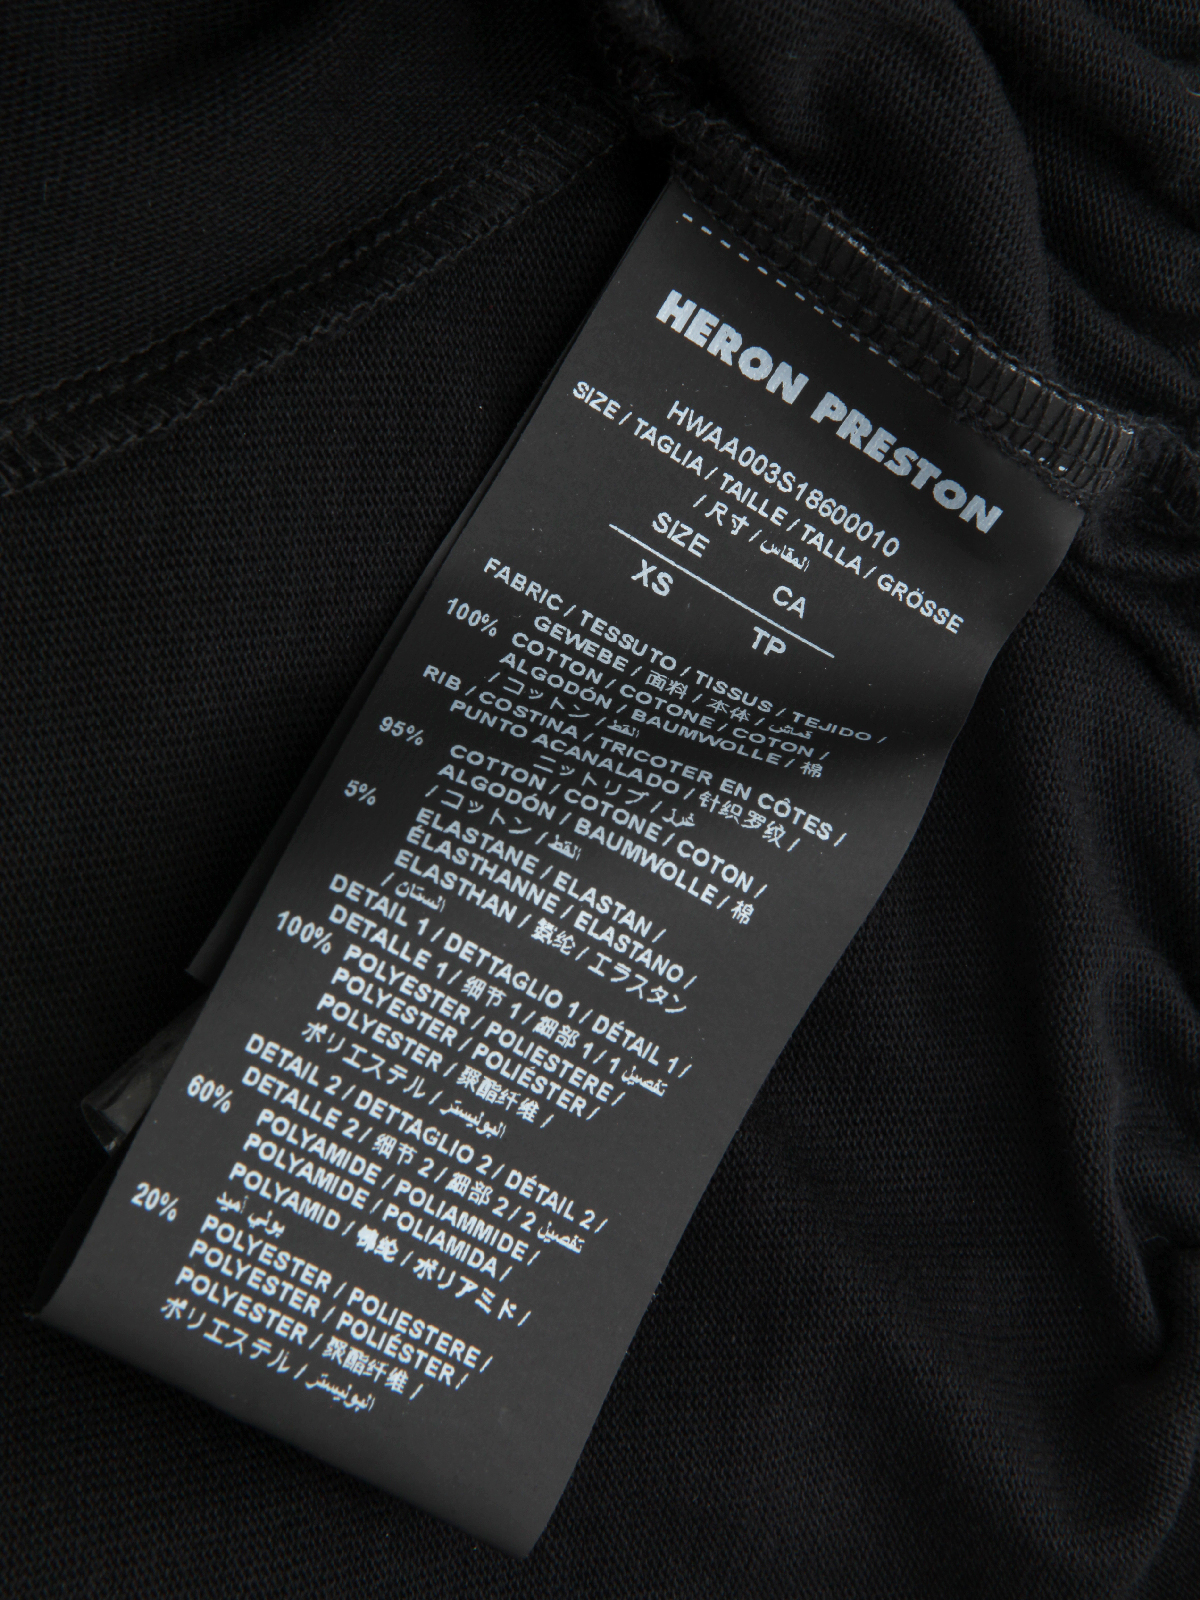 HERON PRESTON
HWAA003S18600010
SIZE / TAGLIA / TAILLE / TALLA / GRÖSSE
/ 尺寸 / المقاس
SIZE CA
XS TP
FABRIC / TESSUTO / TISSUS / TEJIDO /
GEWEBE / 面料 / 本体 / قماش
100% COTTON / COTONE / COTON /
ALGODÓN / BAUMWOLLE / 棉
/ コットン / القط
RIB / COSTINA / TRICOTER EN CÔTES /
PUNTO ACANALADO / 针织罗纹 /
ニットリブ / غرز
95% COTTON / COTONE / COTON /
ALGODÓN / BAUMWOLLE / 棉
/ コットン / القط
5% ELASTANE / ELASTAN /
ÉLASTHANNE / ELASTANO /
ELASTHAN / 氨纶 / エラスタン
/ الستان
DETAIL 1 / DETTAGLIO 1 / DÉTAIL 1 /
DETALLE 1 / 细节 1 / 細部 1 / 1 تفصيل
100% POLYESTER / POLIESTERE /
POLYESTER / POLIÉSTER /
POLYESTER / 聚酯纤维 /
ポリエステル / البوليستر
DETAIL 2 / DETTAGLIO 2 / DÉTAIL 2 /
DETALLE 2 / 细节 2 / 細部 2 / 2 تفصيل
60% POLYAMIDE / POLIAMMIDE /
POLYAMIDE / POLIAMIDA /
POLYAMID / 锦纶 / ポリアミド /
بولي أميد
20% POLYESTER / POLIESTERE /
POLYESTER / POLIÉSTER /
POLYESTER / 聚酯纤维 /
ポリエステル / البوليستر